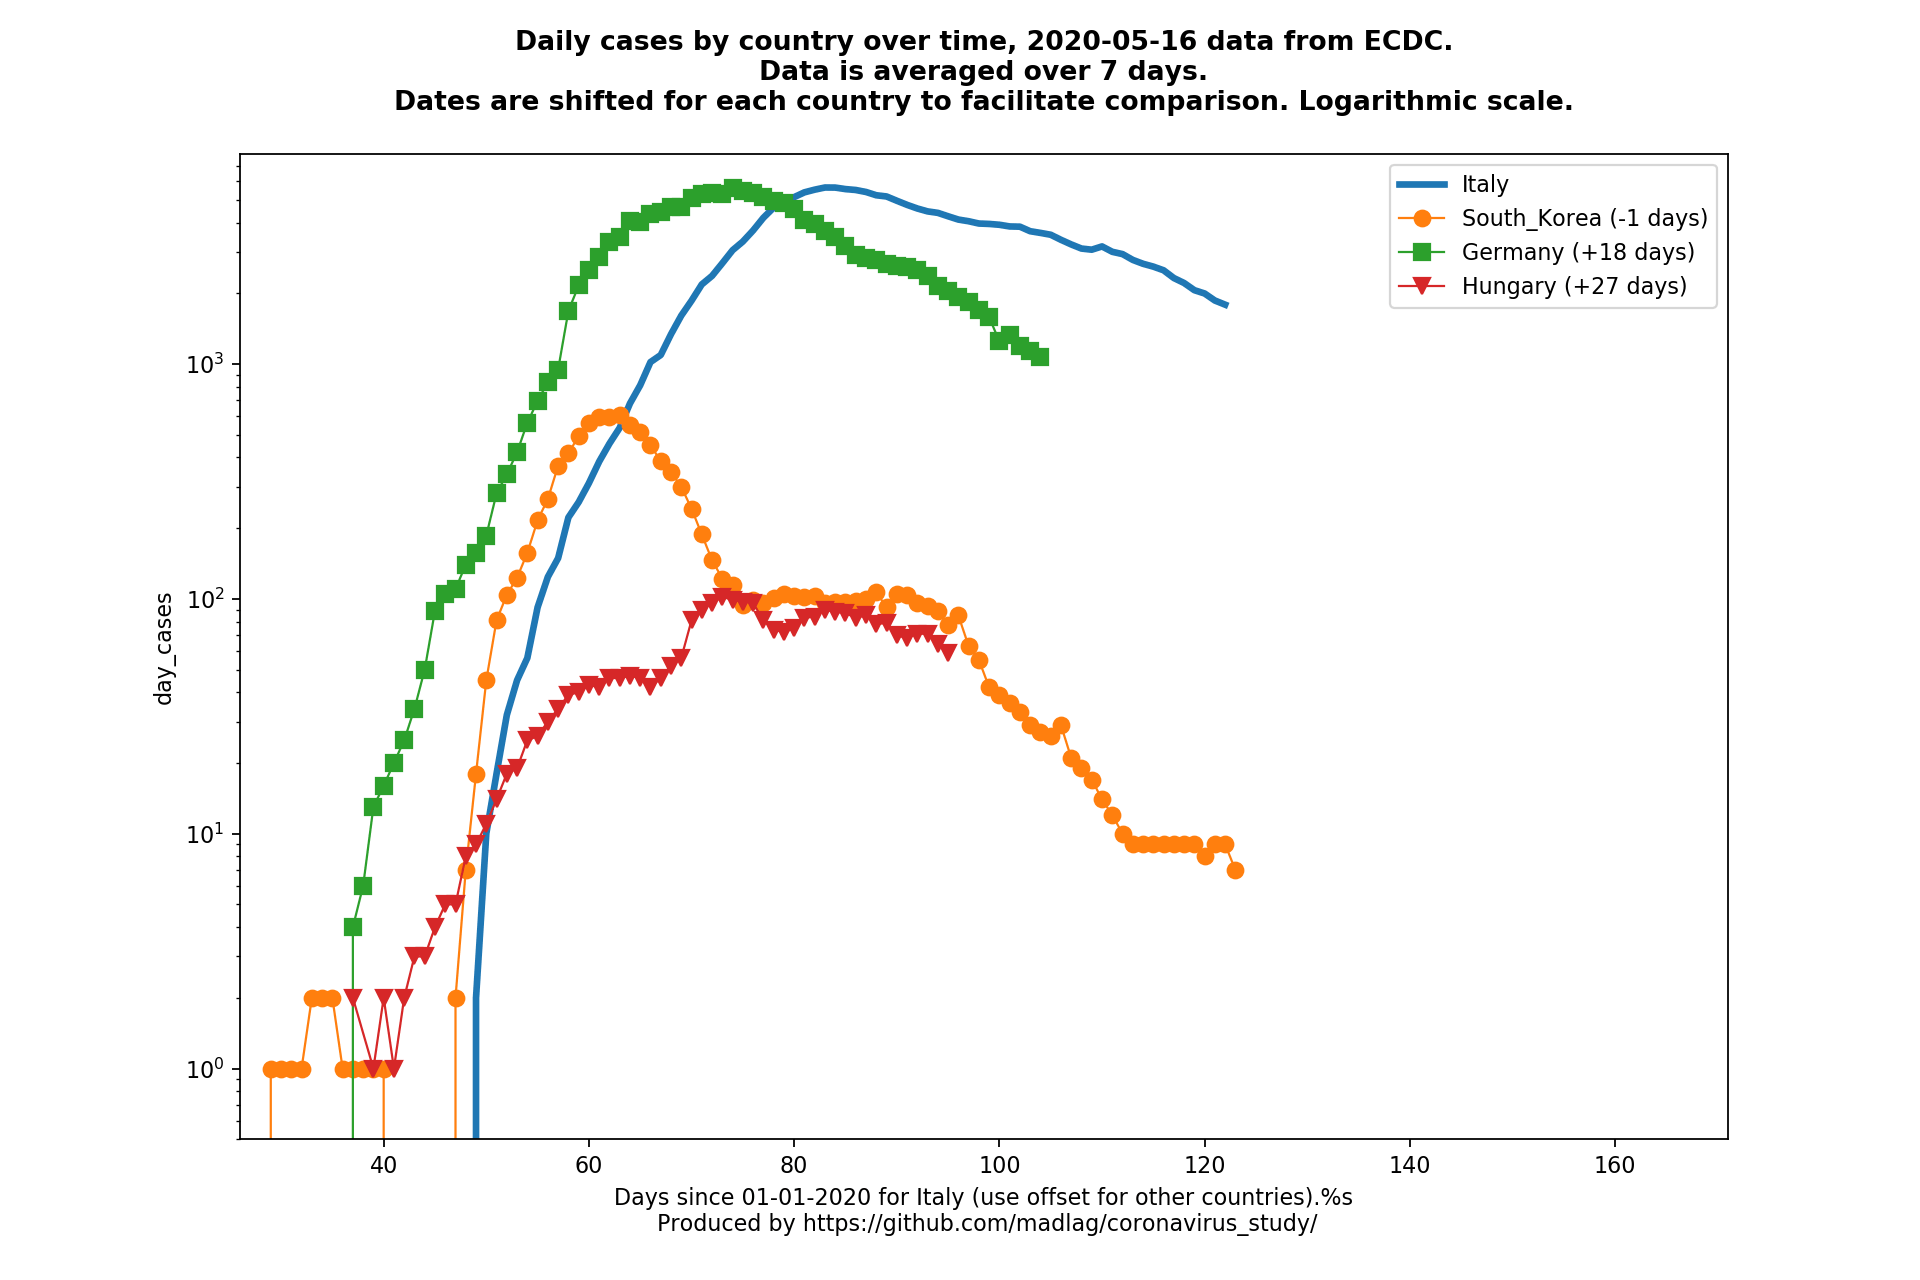 Daily cases by country over time, 2020-05-16 data from ECDC.
Data is averaged over 7 days.
Dates are shifted for each country to facilitate comparison. Logarithmic scale.
Italy
South_Korea (-1 days)
Germany (+18 days)
Hungary (+27 days)
day_cases
10³
10²
10¹
10⁰
40 60 80 100 120 140 160
Days since 01-01-2020 for Italy (use offset for other countries).%s
Produced by https://github.com/madlag/coronavirus_study/